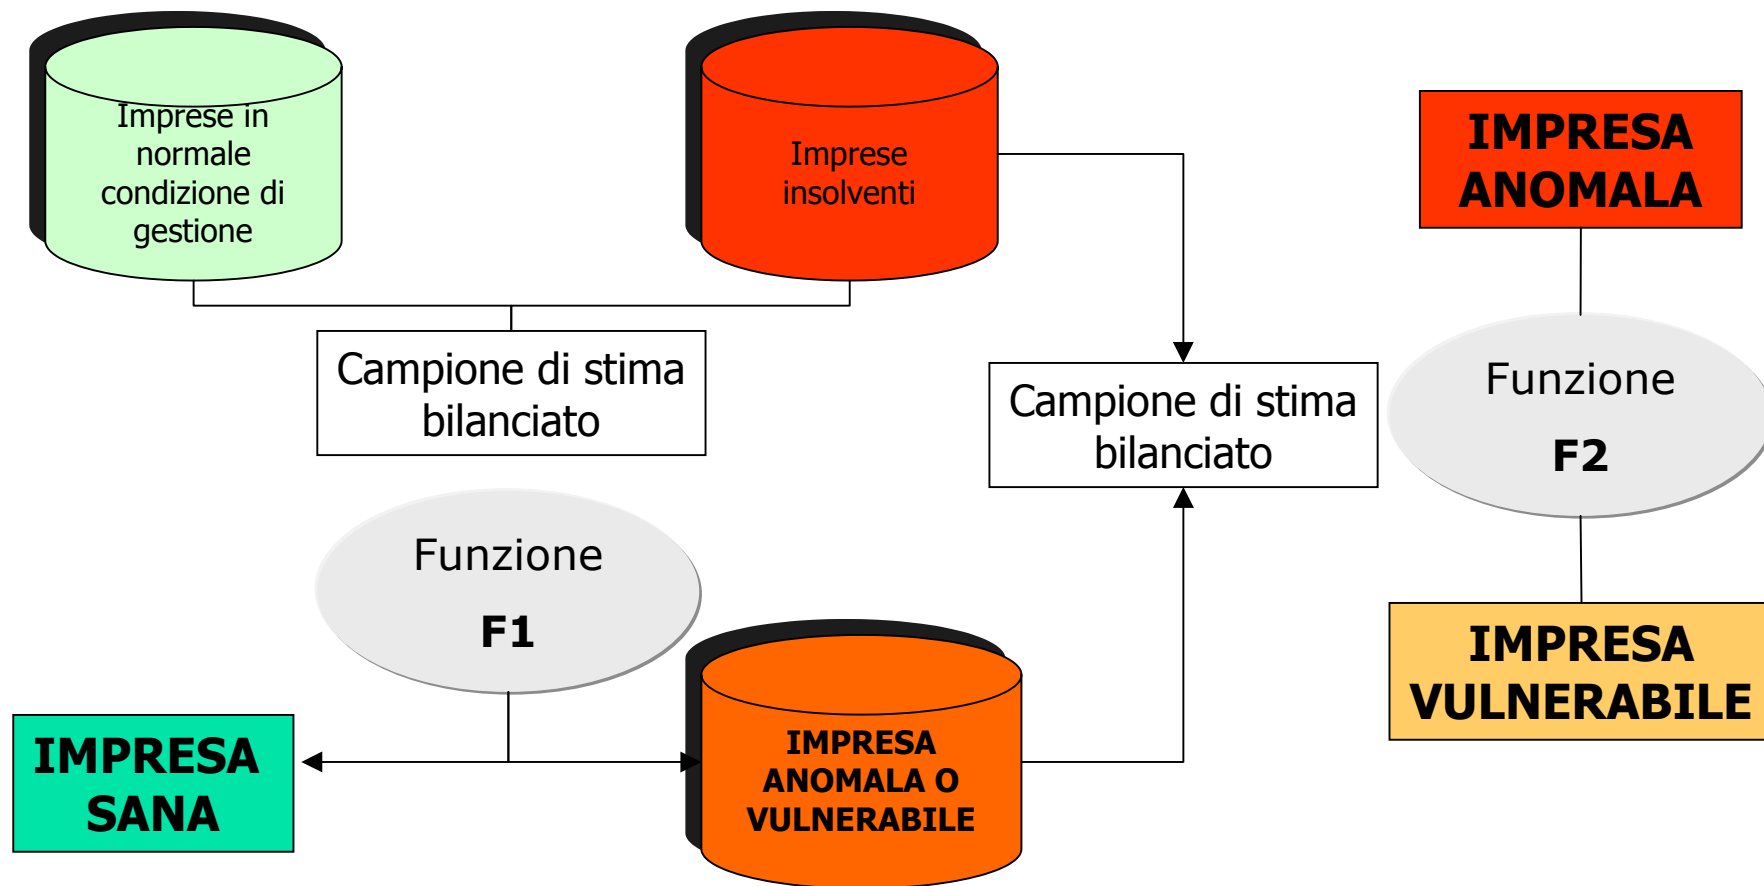 Imprese in
normale
condizione di
gestione
Imprese
insolventi
IMPRESA
ANOMALA
Campione di stima
bilanciato
Campione di stima
bilanciato
Funzione
F2
Funzione
F1
IMPRESA
SANA
IMPRESA
ANOMALA O
VULNERABILE
IMPRESA
VULNERABILE